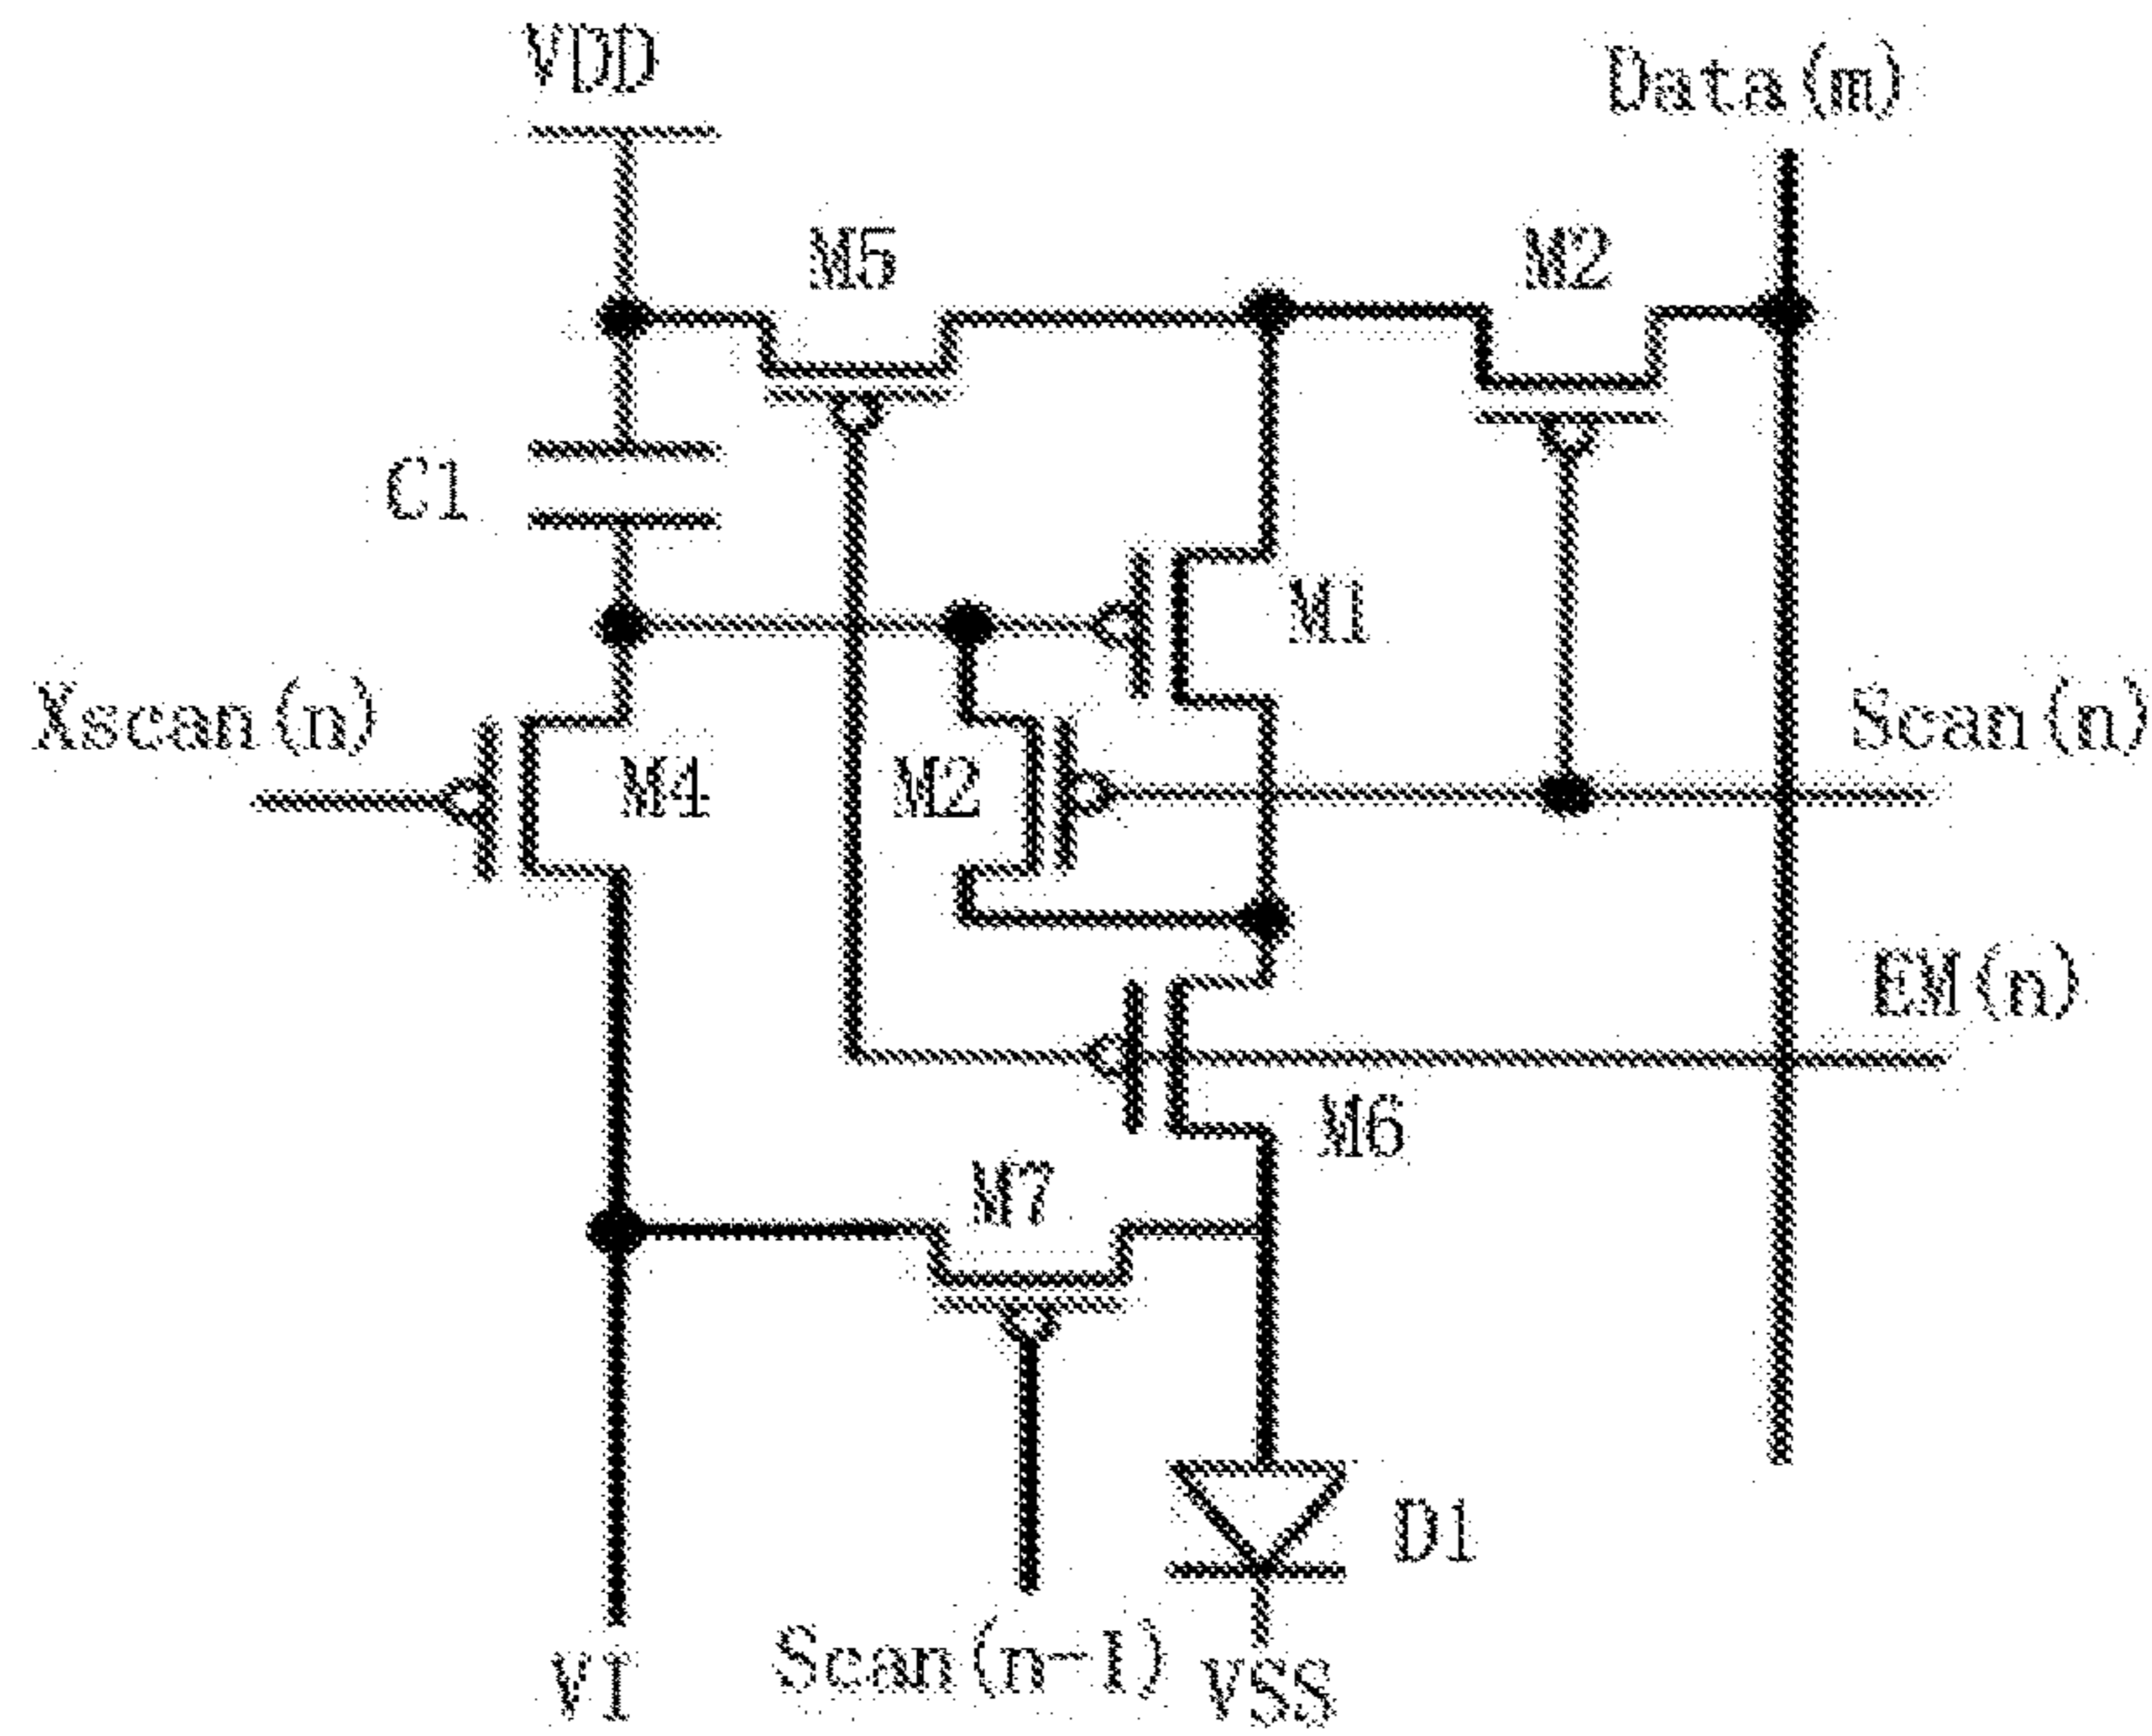 VDD
Data(m)
M5
M2
C1
M1
Xscan(n)
Scan(n)
M4
M2
EM(n)
M6
M7
D1
Scan(n-1)
VI
VSS